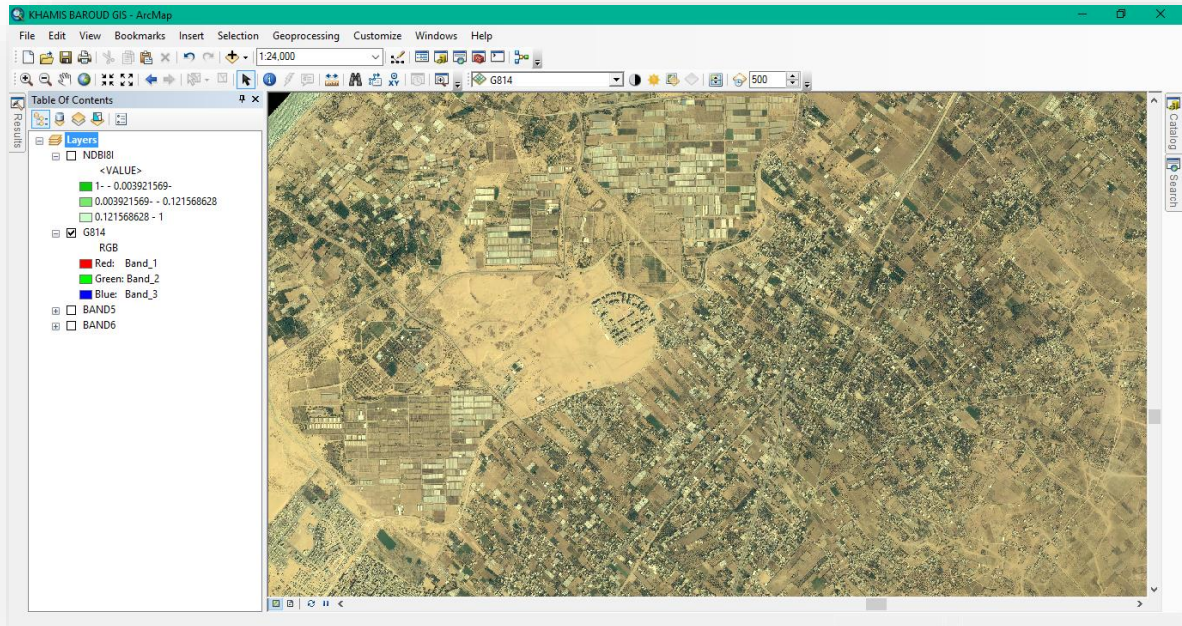 KHAMIS BAROUD GIS - ArcMap
File Edit View Bookmarks Insert Selection Geoprocessing Customize Windows Help
1:24,000
G814
500
Table Of Contents
Results
Layers
NDBI8I
<VALUE>
1- - 0.003921569-
0.003921569- - 0.121568628
0.121568628 - 1
G814
RGB
Red: Band_1
Green: Band_2
Blue: Band_3
BAND5
BAND6
Catalog
Search